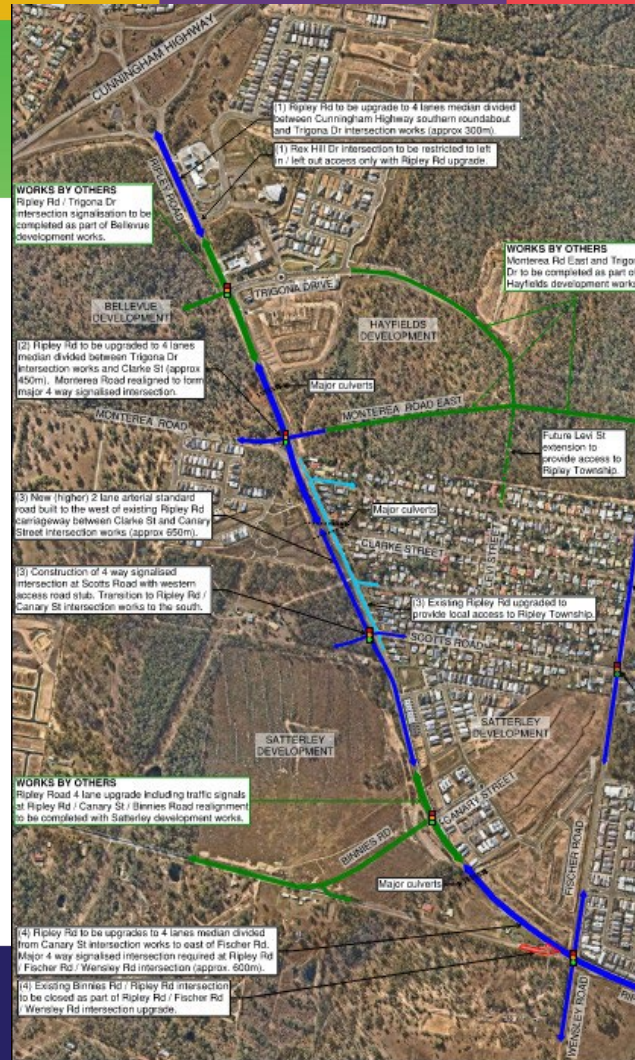 CUNNINGHAM HIGHWAY
(1) Ripley Rd to be upgrade to 4 lanes median divided
between Cunningham Highway southern roundabout
and Trigona Dr intersection works (approx 300m).
(1) Rex Hill Dr intersection to be restricted to left
in / left out access only with Ripley Rd upgrade.
RIPLEY ROAD
WORKS BY OTHERS
Ripley Rd / Trigona Dr
intersection signalisation to be
completed as part of Bellevue
development works.
WORKS BY OTHERS
Monterea Rd East and
Dr to be completed as part of
Hayfields development works
TRIGONA DRIVE
BELLEVUE
DEVELOPMENT
HAYFIELDS
DEVELOPMENT
(2) Ripley Rd to be upgraded to 4 lanes
median divided between Trigona Dr
intersection works and Clarke St (approx
450m). Monterea Road realigned to form
major 4 way signalised intersection.
Major culverts
MONTEREA ROAD EAST
MONTEREA ROAD
Future Levi St
extension to
provide access to
Ripley Township.
(3) New (higher) 2 lane arterial standard
road built to the west of existing Ripley Rd
carriageway between Clarke St and Canary
Street intersection works (approx 650m).
Major culverts
CLARKE STREET
STREET
(3) Construction of 4 way signalised
intersection at Scotts Road with western
access road stub. Transition to Ripley Rd /
Canary St intersection works to the south.
(3) Existing Ripley Rd upgraded to
provide local access to Ripley Township.
SCOTTS ROAD
SATTERLEY
DEVELOPMENT
SATTERLEY
DEVELOPMENT
WORKS BY OTHERS
Ripley Road 4 lane upgrade including traffic signals
at Ripley Rd / Canary St / Binnies Road realignment
to be completed with Satterley development works.
CANARY STREET
BINNIES RD
FISCHER ROAD
Major culverts
(4) Ripley Rd to be upgrades to 4 lanes median divided
from Canary St intersection works to east of Fischer Rd.
Major 4 way signalised intersection required at Ripley Rd
/ Fischer Rd / Wensley Rd intersection (approx. 600m).
(4) Existing Binnies Rd / Ripley Rd intersection
to be closed as part of Ripley Rd / Fischer Rd
/ Wensley Rd intersection upgrade.
WENSLEY ROAD